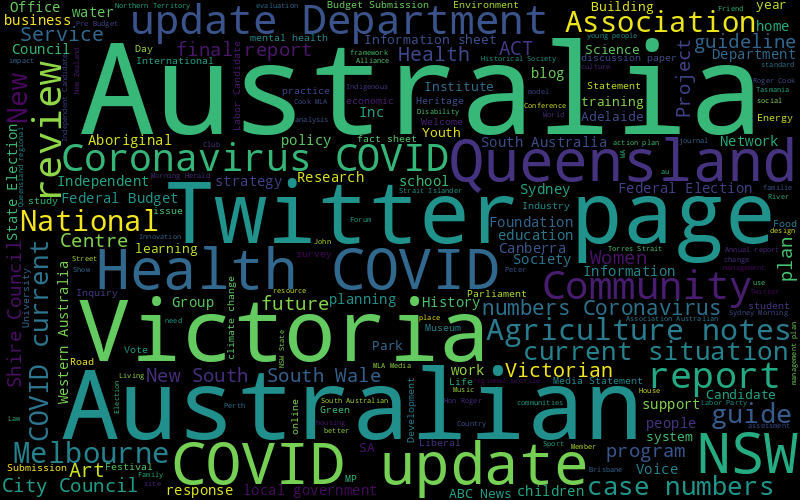 Office
water
Northern Territory
Budget Submission
Environment
evaluation
Building
year
business
Pre Budget
update Department
Association
Friend
home
Service
mental health
Information sheet
Council
Day
final report
Health
ACT
Science
guideline
International
framework
Alliance
blog
discussion paper
Department
young people
culture
Historical Society
New
review
Independent Candidate
New Zealand
Labor Candidate
Australia
practice
Indigenous
Institute
Project
Statement
standard
Roger Cook
Tasmania
impact
Cook MLA
economic
Heritage
model
training
social
analysis
Inc
Disability
Conference
Adelaide
Energy
Aboriginal
policy
fact sheet
Welcome
Youth
World
State Election
Club
South Australia
action plan
journal
Network
Coronavirus COVID
WA
Queensland
Queensland regional
Morning Herald
Research
au
Independent
strategy
school
Sydney
Federal Election
familie
study
Federal Budget
Strait Islander
Industry
River
Twitter page
National
issue
Forum
Foundation
Food
Innovation
education
design
Centre
John
Canberra
Torres Strait
plan
Street
learning
Society
Women
Annual report
Shire Council
Show
survey
Information
change
University
Health COVID
Peter
management
Inquiry
Community
use
Twitter
resource
Parliament
COVID current
Western Australia
Group
future
planning
History
numbers Coronavirus
student
place
Sydney Morning
Victoria
Climate change
need
Museum
Association Australian
Agriculture notes
Vote
NSW State
Park
current situation
management plan
Road
MLA Media
work
Victorian
report
New South
South Wale
Life
regional
Media Statement
House
Living
Music
Candidate
Labor Party
Law
Election
Australian
Perth
South Australian
Hon Roger
communities
support
guide
online
Green
Development
Country
people
assessment
housing
better
system
Melbourne
Liberal
Sport
Member
program
NSW
Submission
Art
Festival
COVID update
SA
Brisbane
Voice
Family
site
MP
City Council
response
local government
ABC News
children
case numbers